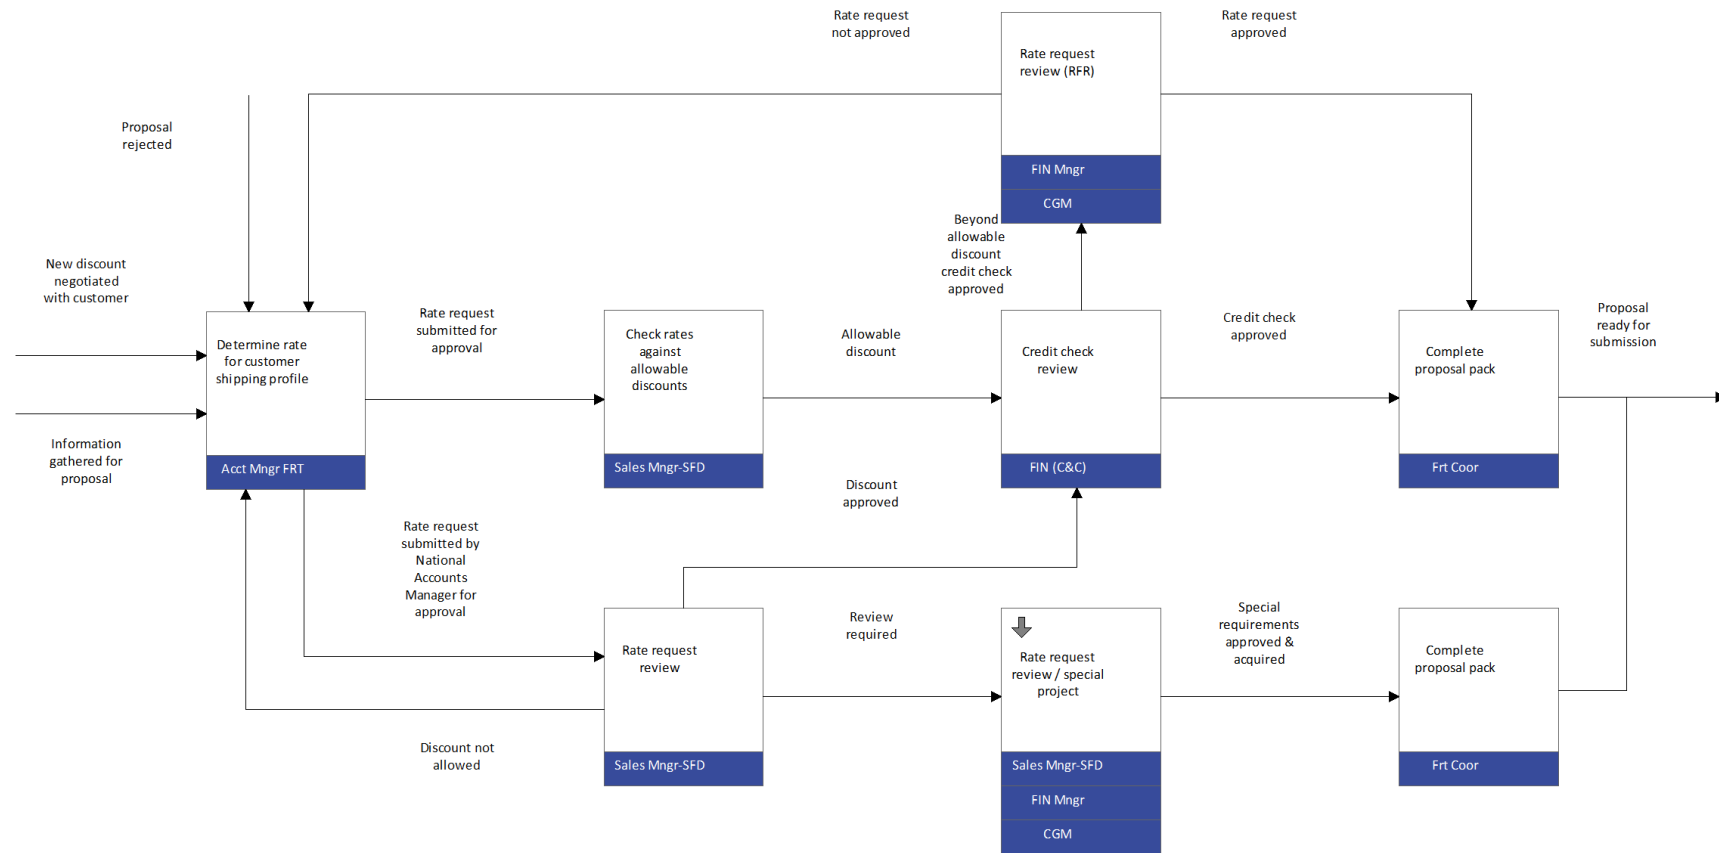 Rate request
not approved
Rate request
approved
Rate request
review (RFR)
FIN Mngr
CGM
Proposal
rejected
New discount
negotiated
with customer
Beyond
allowable
discount
credit check
approved
Determine rate
for customer
shipping profile
Acct Mngr FRT
Rate request
submitted for
approval
Check rates
against
allowable
discounts
Sales Mngr-SFD
Allowable
discount
Credit check
review
FIN (C&C)
Credit check
approved
Complete
proposal pack
Frt Coor
Proposal
ready for
submission
Information
gathered for
proposal
Discount
approved
Rate request
submitted by
National
Accounts
Manager for
approval
Rate request
review
Sales Mngr-SFD
Review
required
Rate request
review / special
project
Sales Mngr-SFD
FIN Mngr
CGM
Special
requirements
approved &
acquired
Complete
proposal pack
Frt Coor
Discount not
allowed